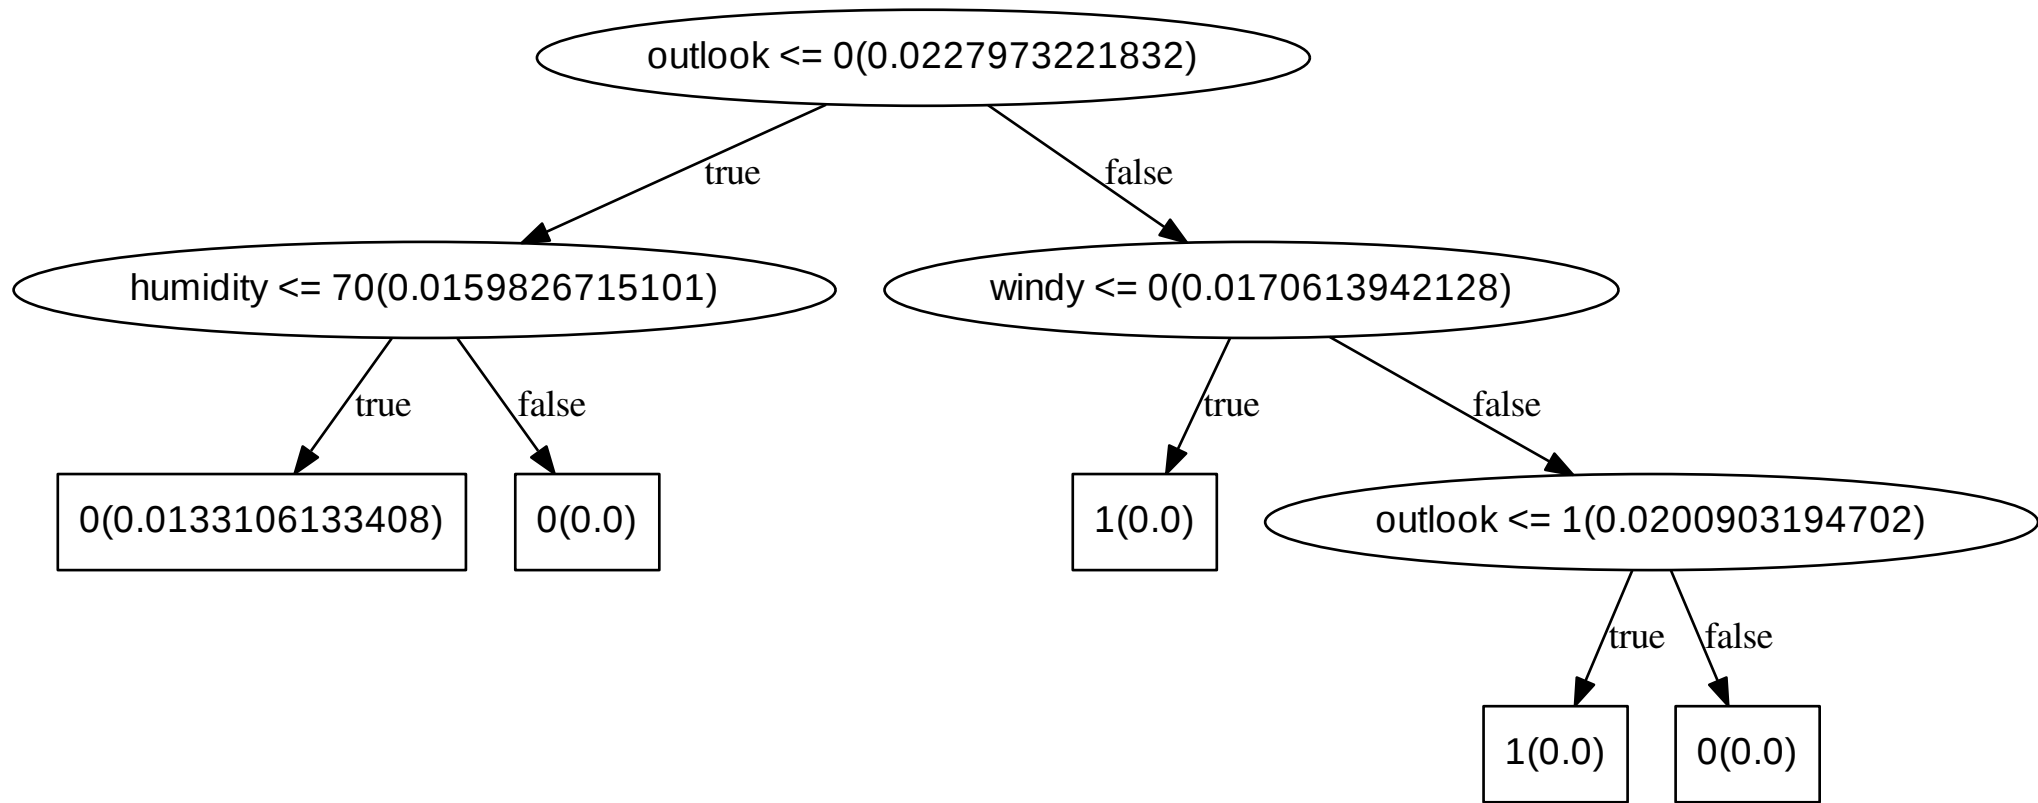 outlook <= 0(0.0227973221832)
true
false
humidity <= 70(0.0159826715101)
windy <= 0(0.0170613942128)
true
false
true
false
0(0.0133106133408)
0(0.0)
1(0.0)
outlook <= 1(0.0200903194702)
true
false
1(0.0)
0(0.0)